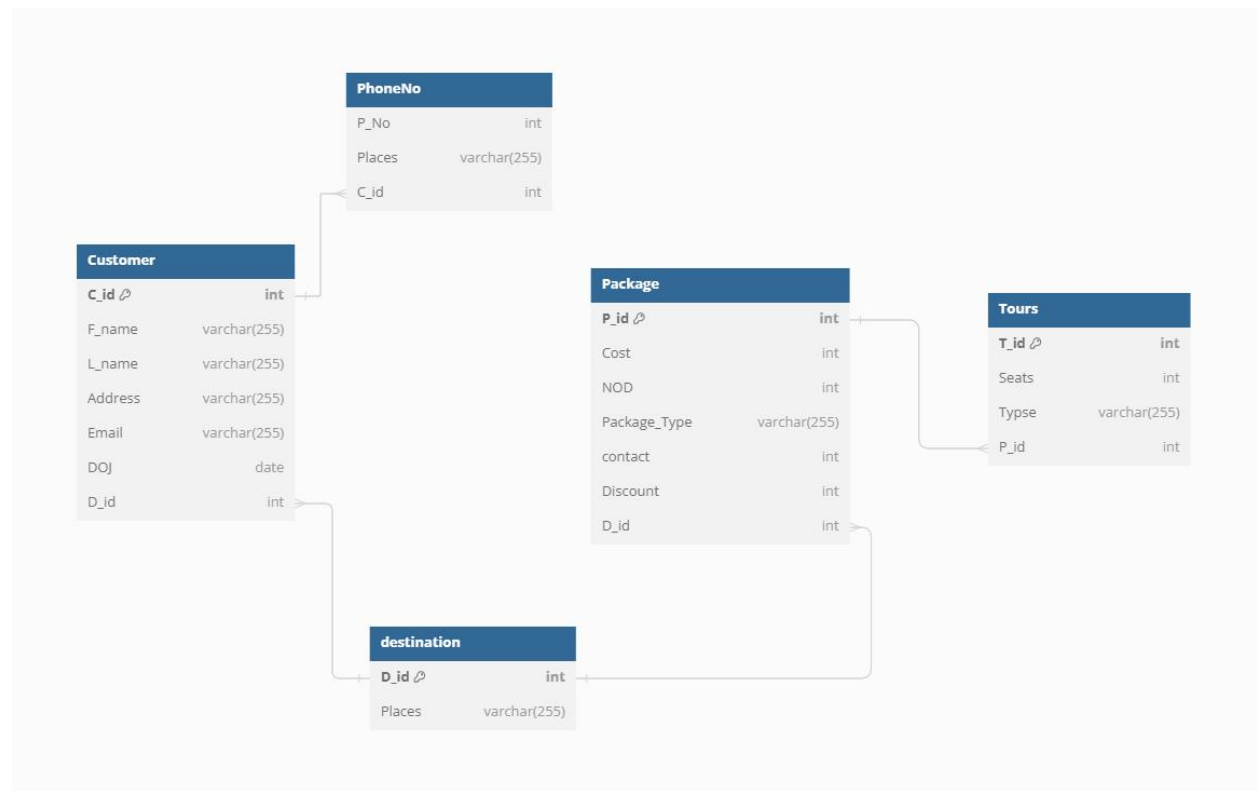 PhoneNo
P_No int
Places varchar(255)
C_id int
Customer
C_id int
F_name varchar(255)
L_name varchar(255)
Address varchar(255)
Email varchar(255)
DOJ date
D_id int
Package
P_id int
Cost int
NOD int
Package_Type varchar(255)
contact int
Discount int
D_id int
Tours
T_id int
Seats int
Typse varchar(255)
P_id int
destination
D_id int
Places varchar(255)